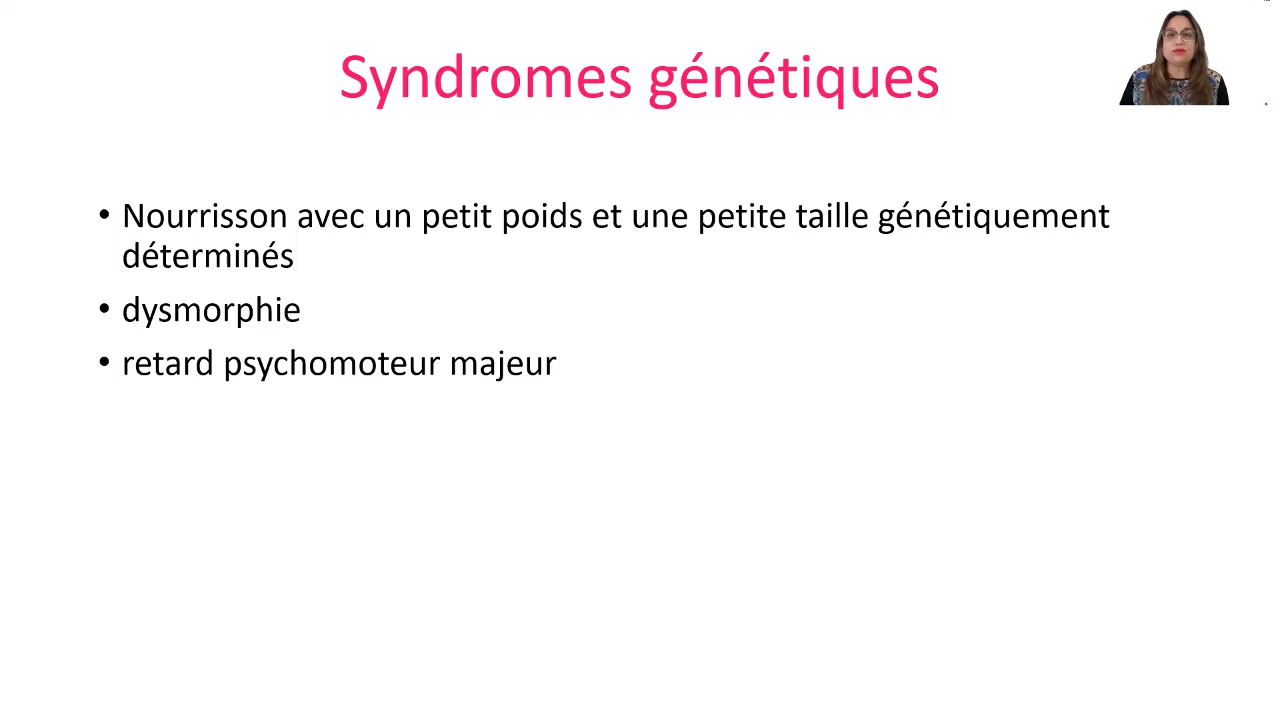 Syndromes génétiques
• Nourrisson avec un petit poids et une petite taille génétiquement
déterminés
• dysmorphie
• retard psychomoteur majeur